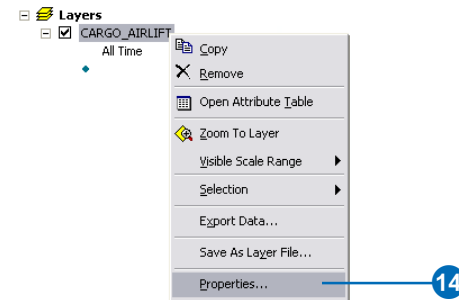 Layers
CARGO_AIRLIFT
All Time
Copy
Remove
Open Attribute Table
Zoom To Layer
Visible Scale Range
Selection
Export Data...
Save As Layer File...
Properties...
14